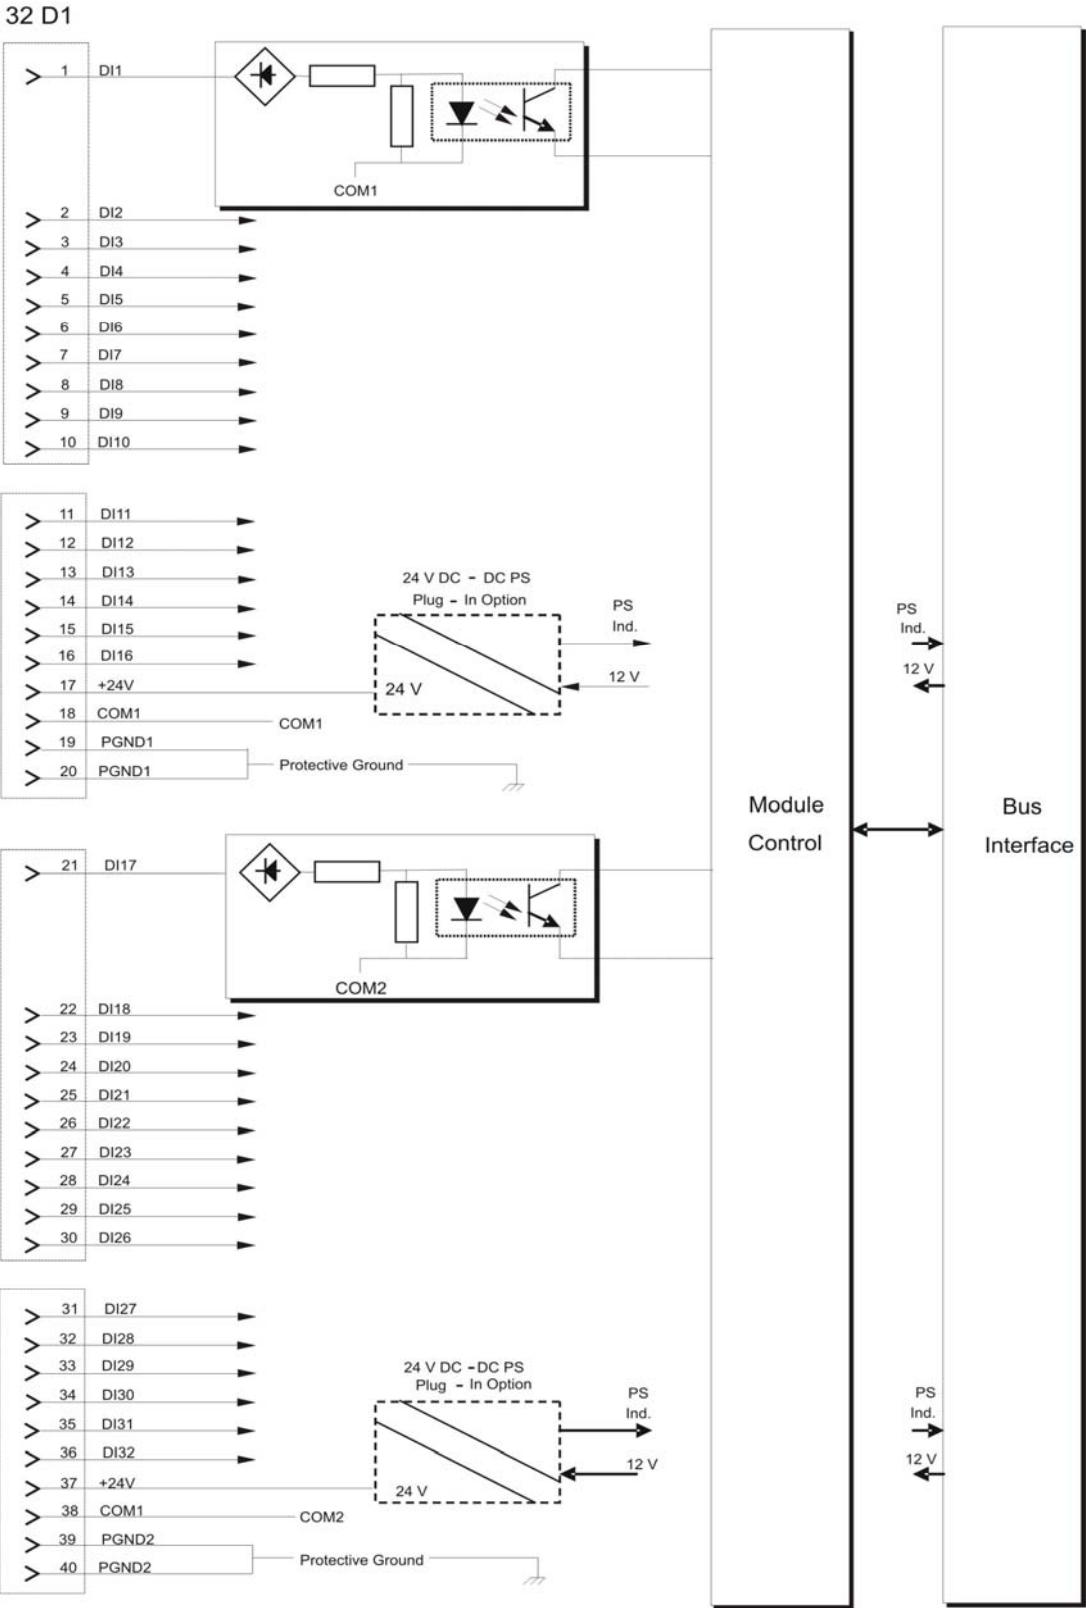 32 D1
1 DI1
COM1
2 DI2
3 DI3
4 DI4
5 DI5
6 DI6
7 DI7
8 DI8
9 DI9
10 DI10
11 DI11
12 DI12
13 DI13
14 DI14
15 DI15
16 DI16
17 +24V
18 COM1
COM1
19 PGND1
20 PGND1
Protective Ground
24 V DC - DC PS
Plug - In Option
24 V
PS
Ind.
12 V
PS
Ind.
12 V
Module
Control
Bus
Interface
21 DI17
COM2
22 DI18
23 DI19
24 DI20
25 DI21
26 DI22
27 DI23
28 DI24
29 DI25
30 DI26
31 DI27
32 DI28
33 DI29
34 DI30
35 DI31
36 DI32
37 +24V
38 COM1
COM2
39 PGND2
40 PGND2
Protective Ground
24 V DC - DC PS
Plug - In Option
24 V
PS
Ind.
12 V
PS
Ind.
12 V